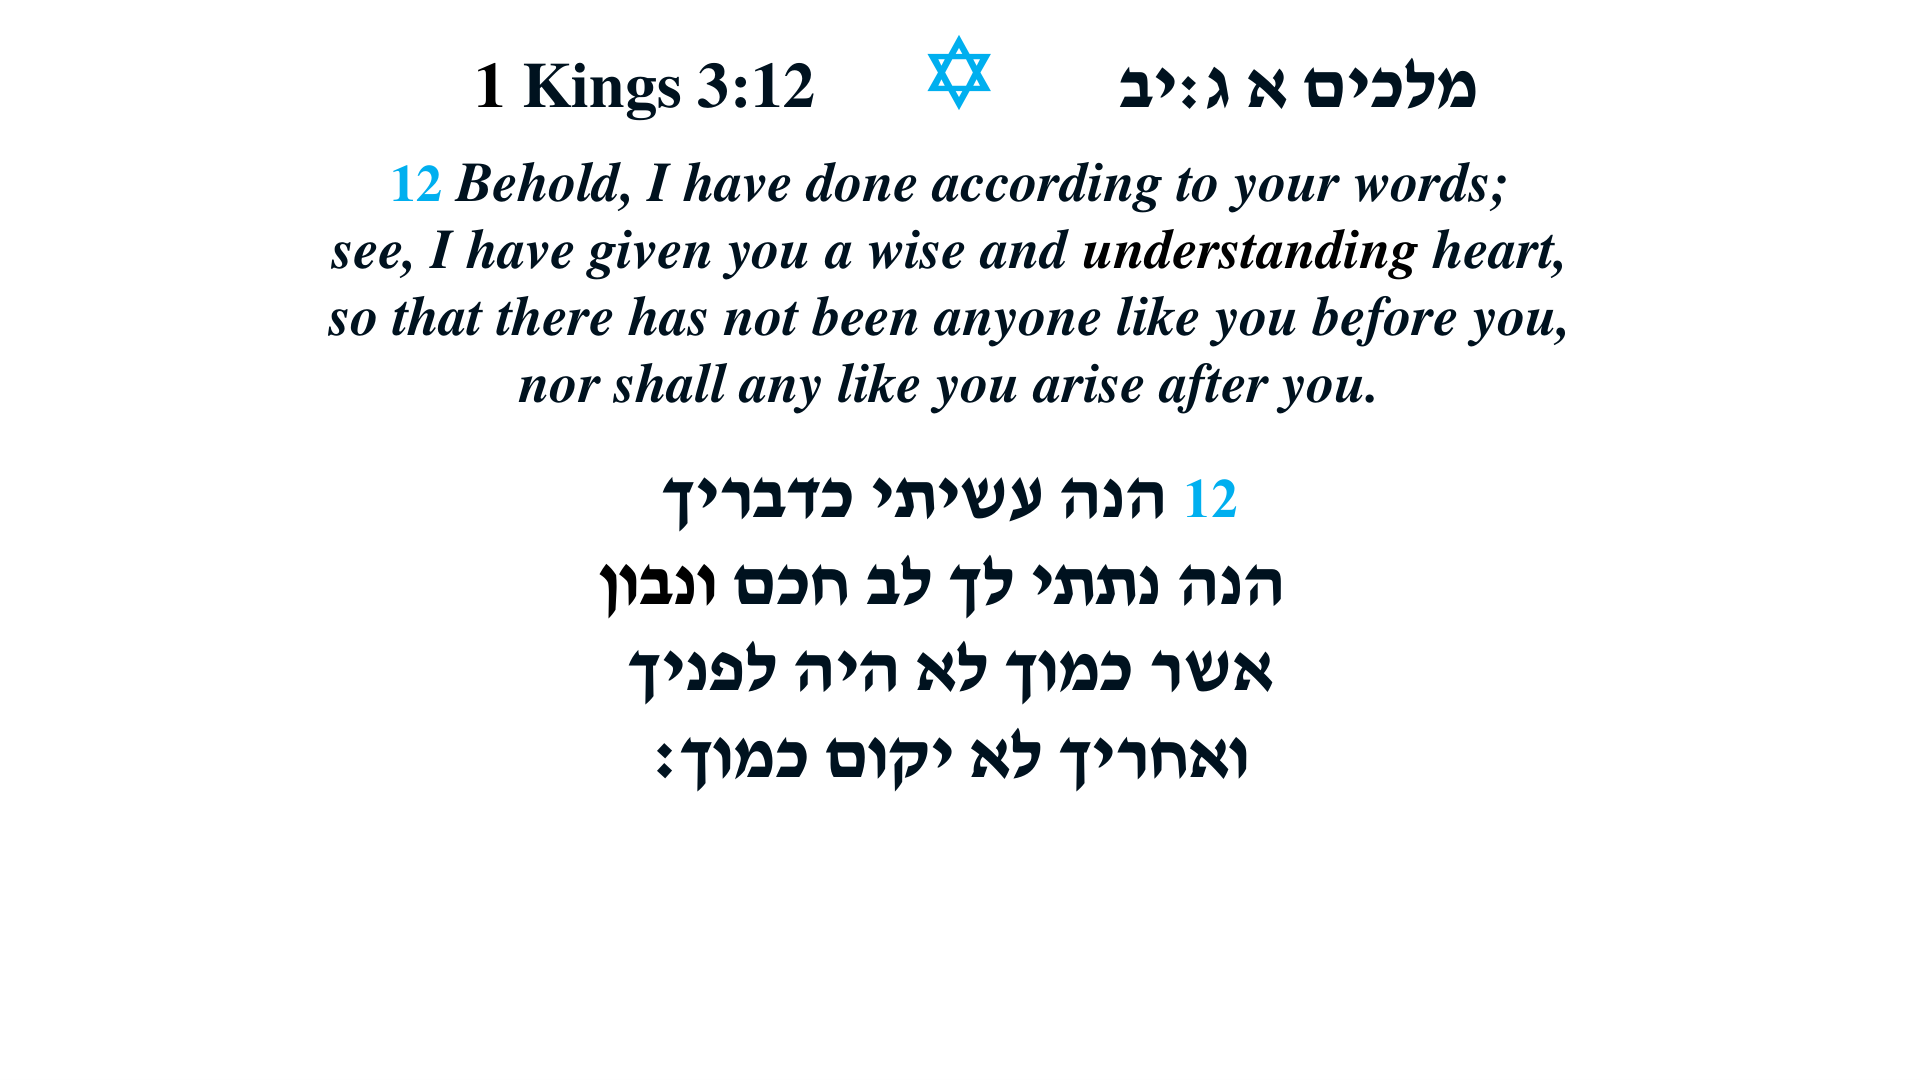 1 Kings 3:12 ✡ מלכים א ג:יב
12 Behold, I have done according to your words;
see, I have given you a wise and understanding heart,
so that there has not been anyone like you before you,
nor shall any like you arise after you.
12 הנה עשיתי כדבריך
הנה נתתי לך לב חכם ונבון
אשר כמוך לא היה לפניך
ואחריך לא יקום כמוך: